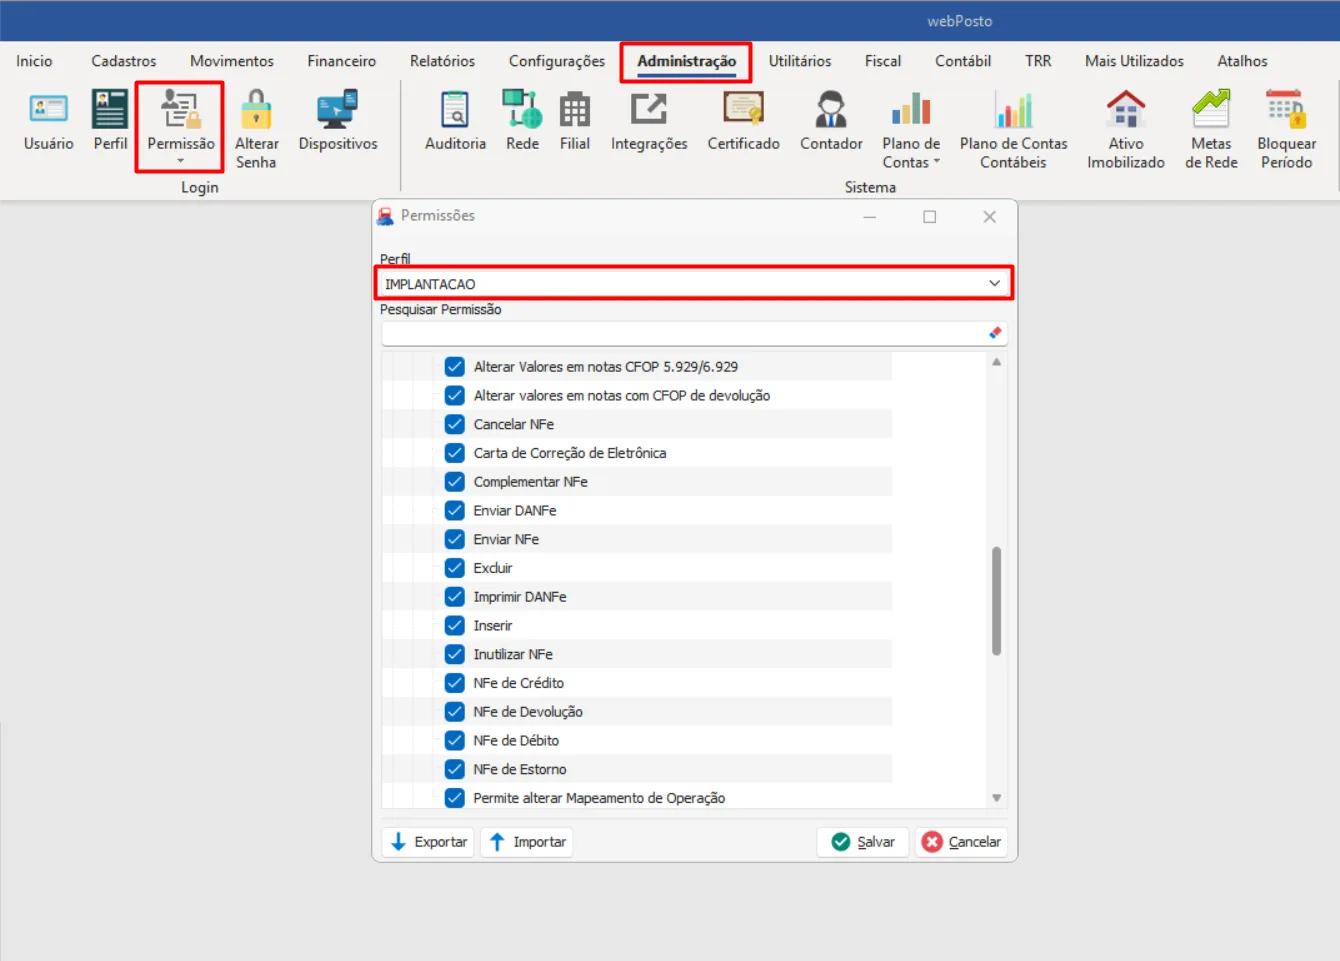 webPosto
Inicio Cadastros Movimentos Financeiro Relatórios Configurações Administração Utilitários Fiscal Contábil TRR Mais Utilizados Atalhos
Usuário Perfil Permissão Alterar Senha Dispositivos Auditoria Rede Filial Integrações Certificado Contador Plano de Contas Plano de Contas Contábeis Ativo Imobilizado Metas de Rede Bloquear Período
Login Sistema
Permissões
Perfil
IMPLANTACAO
Pesquisar Permissão
Alterar Valores em notas CFOP 5.929/6.929
Alterar valores em notas com CFOP de devolução
Cancelar NFe
Carta de Correção de Eletrônica
Complementar NFe
Enviar DANFe
Enviar NFe
Excluir
Imprimir DANFe
Inserir
Inutilizar NFe
NFe de Crédito
NFe de Devolução
NFe de Débito
NFe de Estorno
Permite alterar Mapeamento de Operação
Exportar Importar Salvar Cancelar